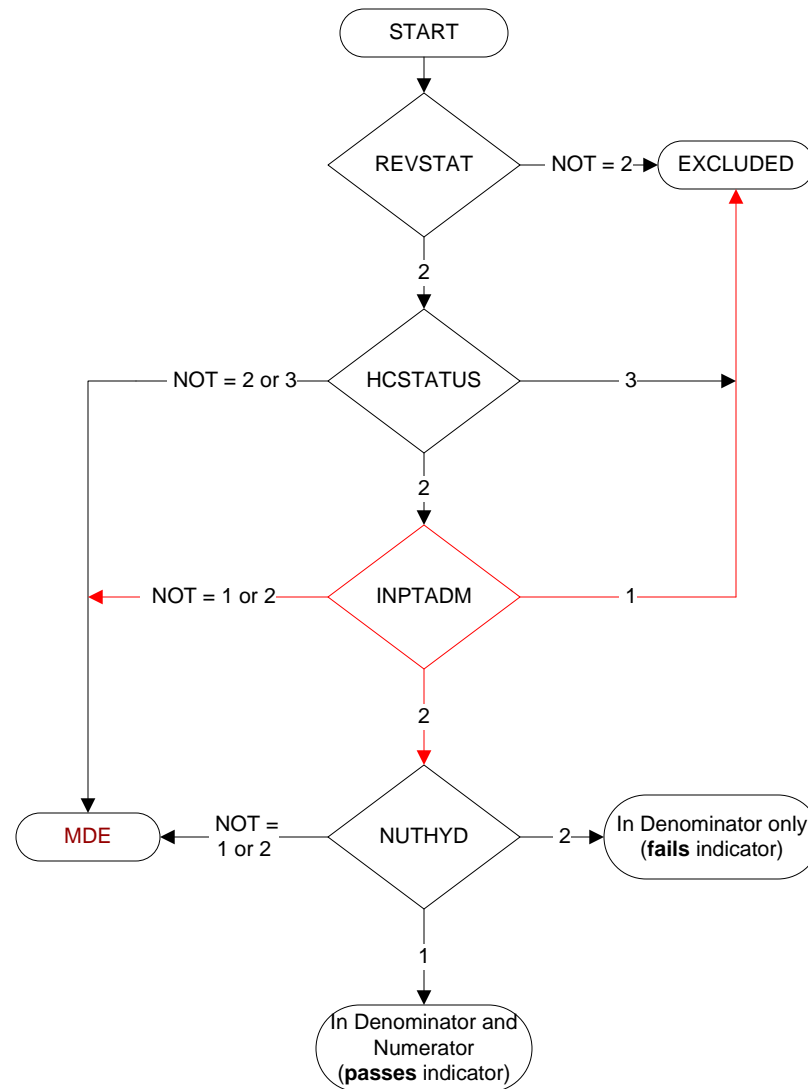 START
REVSTAT
NOT = 2
EXCLUDED
2
NOT = 2 or 3
HCSTATUS
3
2
NOT = 1 or 2
INPTADM
1
2
MDE
NOT =
1 or 2
NUTHYD
2
In Denominator only
(fails indicator)
1
In Denominator and
Numerator
(passes indicator)